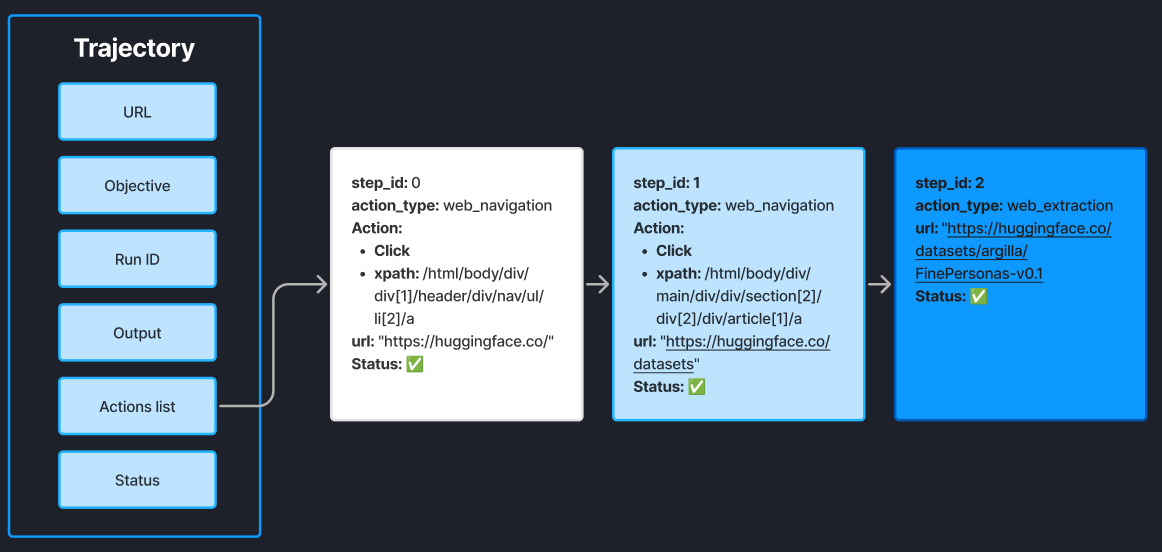 Trajectory
URL
Objective
Run ID
Output
Actions list
Status
step_id: 0
action_type: web_navigation
Action:
• Click
• xpath: /html/body/div/
div[1]/header/div/nav/ul/
li[2]/a
url: "https://huggingface.co/"
Status: ✅
step_id: 1
action_type: web_navigation
Action:
• Click
• xpath: /html/body/div/
main/div/div/section[2]/
div[2]/div/article[1]/a
url: "https://huggingface.co/
datasets"
Status: ✅
step_id: 2
action_type: web_extraction
url: "https://huggingface.co/
datasets/argilla/
FinePersonas-v0.1
Status: ✅